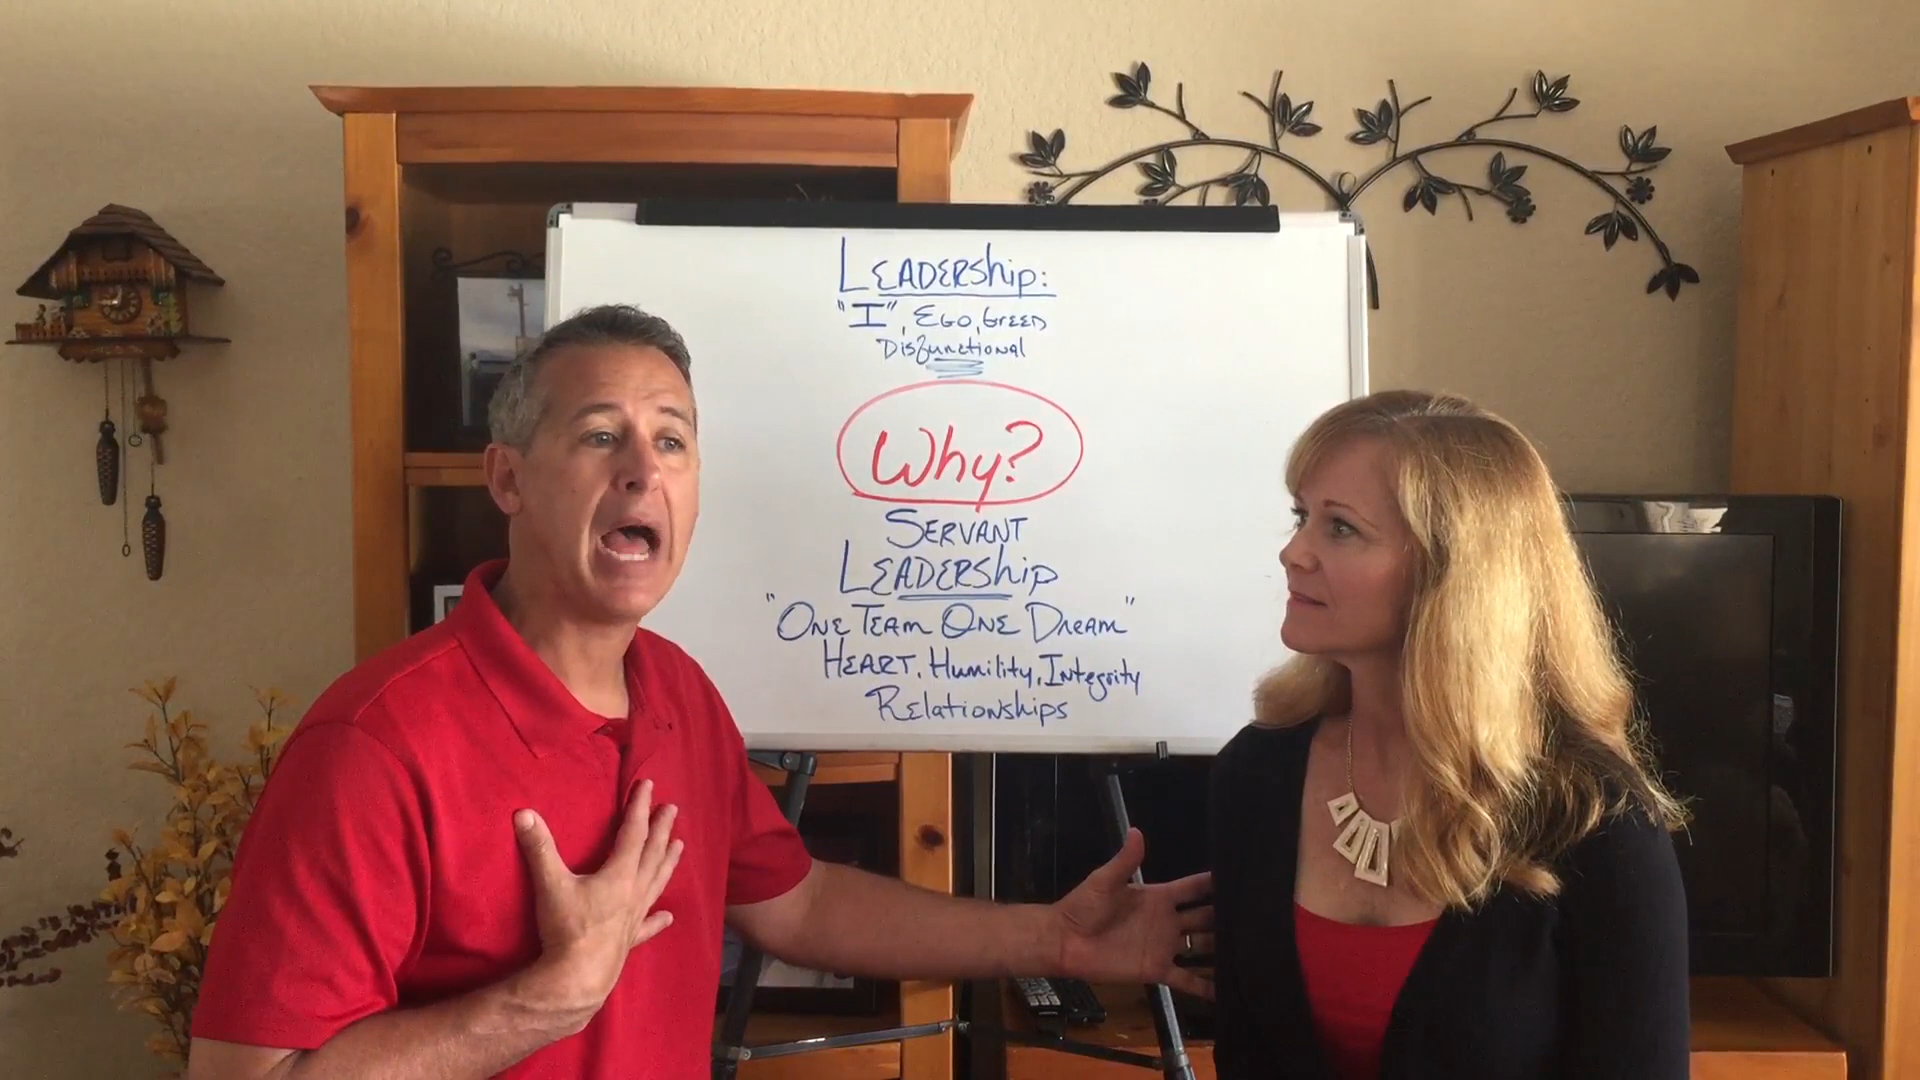 LEADERShip:
"I", EGO, GREED
Disfunctional
Why?
SERVANT
LEADERShip
"ONE TEAM ONE DREAM"
HEART, Humility, Integrity
RElationships